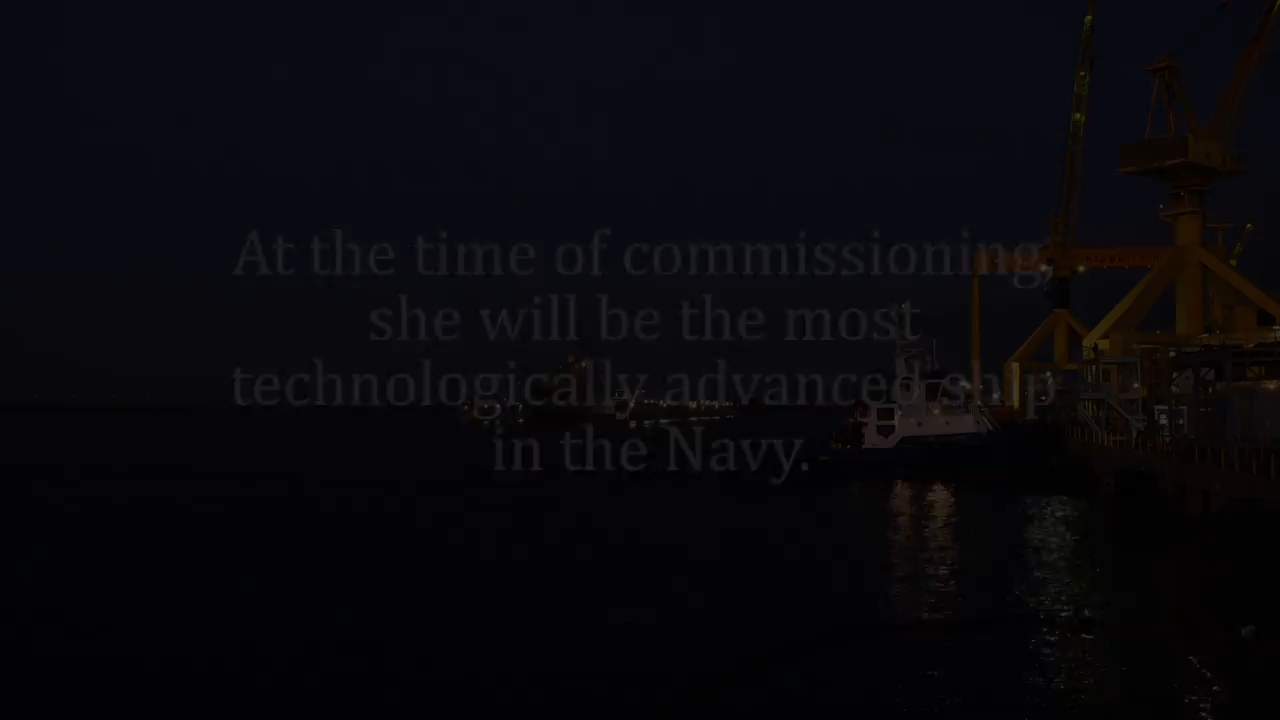 At the time of commissioning,
she will be the most
technologically advanced ship
in the Navy.